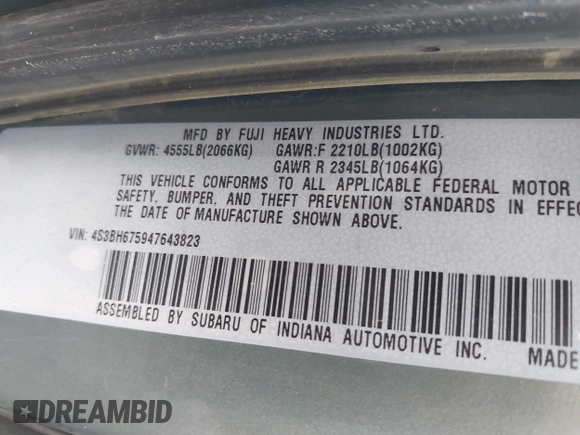 MFD BY FUJI HEAVY INDUSTRIES LTD.
GVWR: 4555LB(2066KG) GAWR:F 2210LB(1002KG)
GAWR R 2345LB(1064KG)
THIS VEHICLE CONFORMS TO ALL APPLICABLE FEDERAL MOTOR
SAFETY, BUMPER, AND THEFT PREVENTION STANDARDS IN EFFEC
THE DATE OF MANUFACTURE SHOWN ABOVE.
VIN: 4S3BH675947643823
ASSEMBLED BY SUBARU OF INDIANA AUTOMOTIVE INC. MADE
DREAMBID